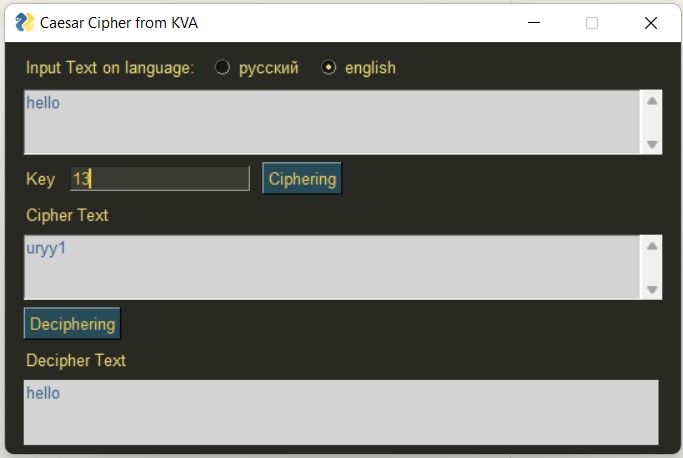 Caesar Cipher from KVA
Input Text on language: русский english
hello
Key 13 Ciphering
Cipher Text
uryy1
Deciphering
Decipher Text
hello